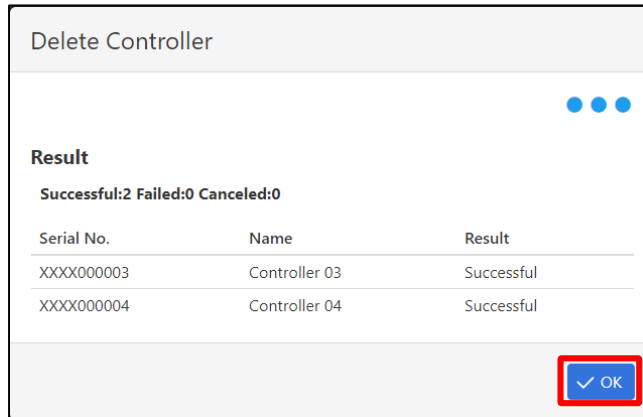 Delete Controller
Result
Successful:2 Failed:0 Canceled:0
Serial No. Name Result
XXXX000003 Controller 03 Successful
XXXX000004 Controller 04 Successful
OK